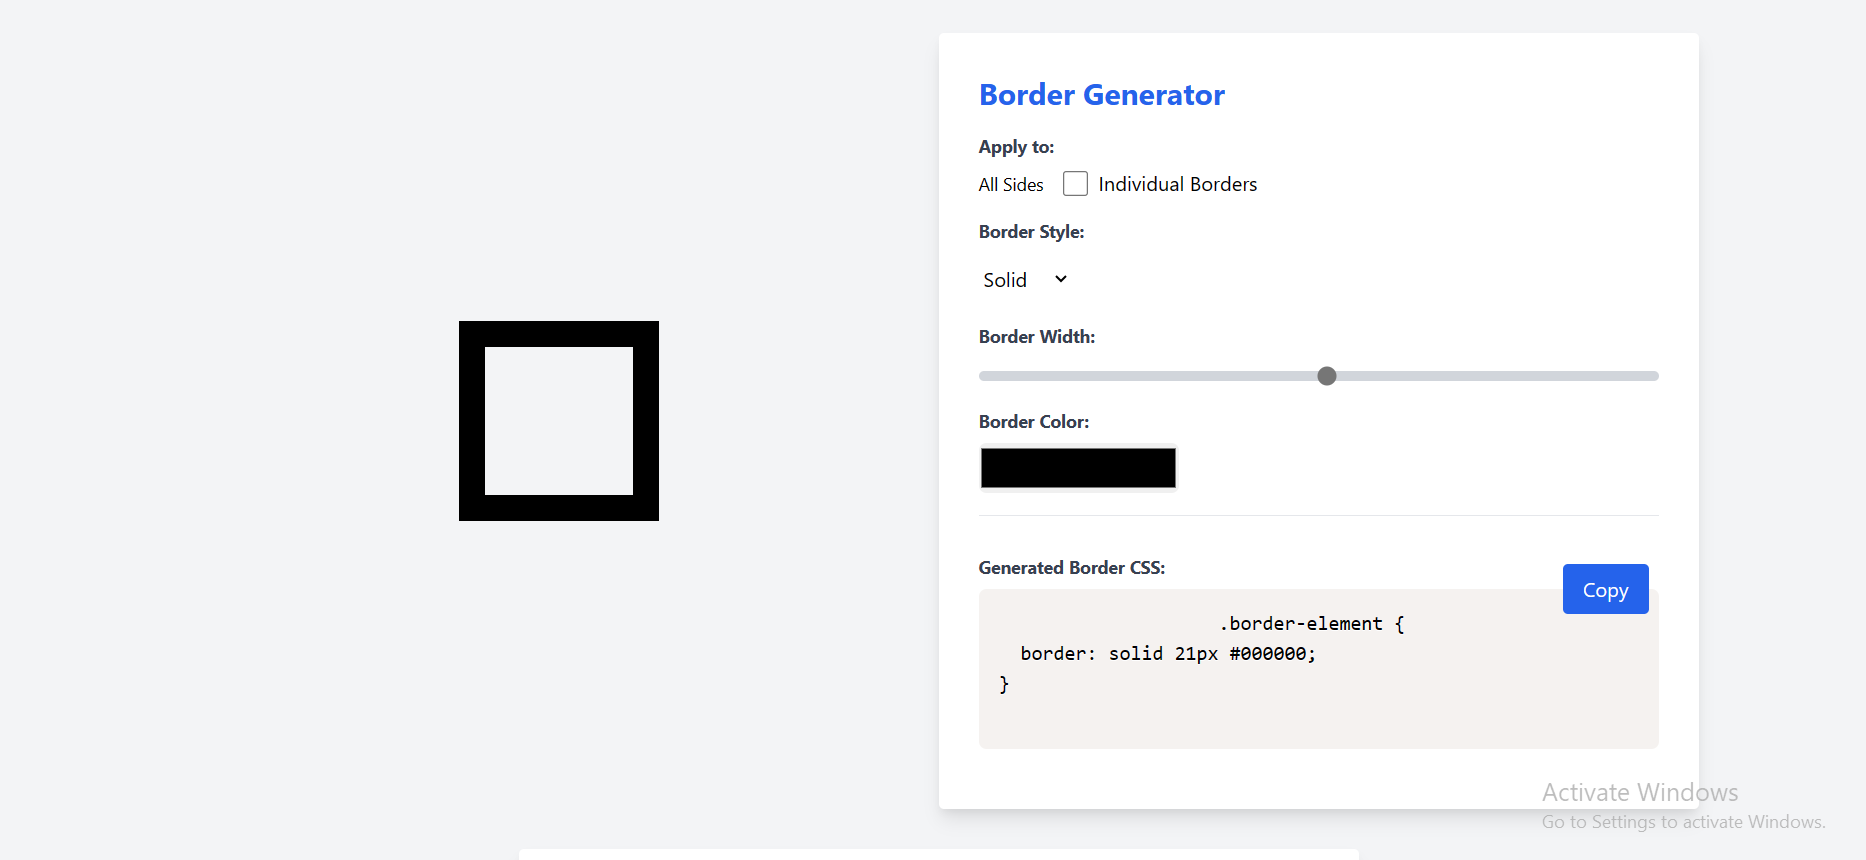 Border Generator
Apply to:
All Sides Individual Borders
Border Style:
Solid
Border Width:
Border Color:
Generated Border CSS:
Copy
.border-element {
border: solid 21px #000000;
}
Activate Windows
Go to Settings to activate Windows.